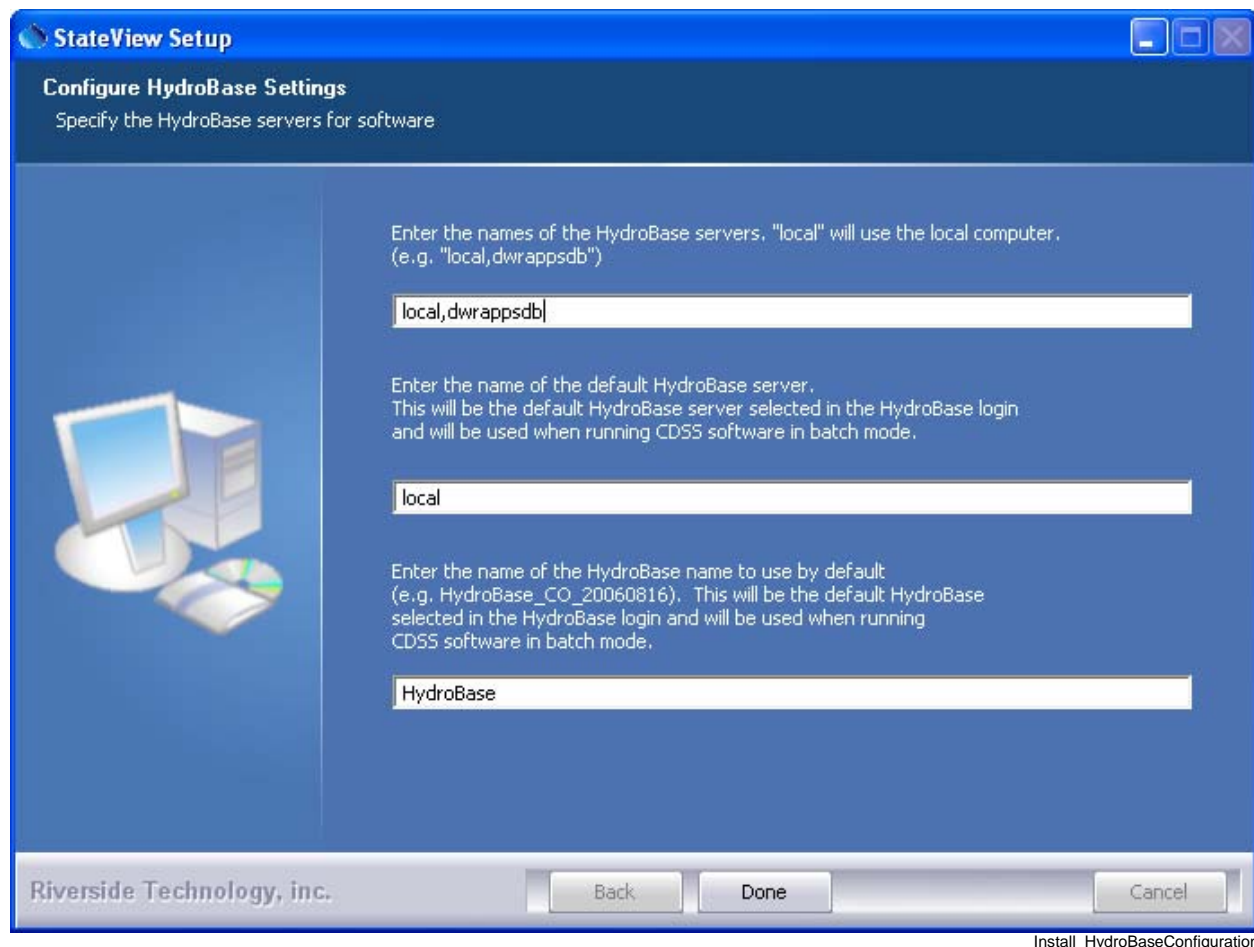 StateView Setup
Configure HydroBase Settings
Specify the HydroBase servers for software
Enter the names of the HydroBase servers. "local" will use the local computer.
(e.g. "local,dwrappsdb")
local,dwrappsdb
Enter the name of the default HydroBase server.
This will be the default HydroBase server selected in the HydroBase login
and will be used when running CDSS software in batch mode.
local
Enter the name of the HydroBase name to use by default
(e.g. HydroBase_CO_20060816). This will be the default HydroBase
selected in the HydroBase login and will be used when running
CDSS software in batch mode.
HydroBase
Riverside Technology, inc.
Back
Done
Cancel
Install_HydroBaseConfiguration